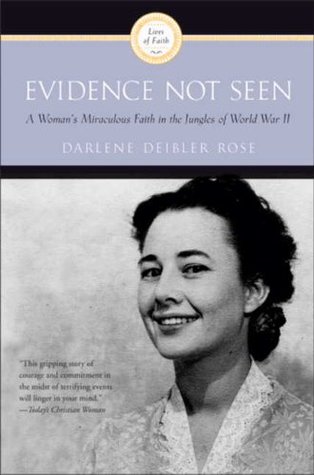 Lives
of Faith
EVIDENCE NOT SEEN
A Woman's Miraculous Faith in the Jungles of World War II
DARLENE DEIBLER ROSE
"This gripping story of
courage and commitment in
the midst of terrifying events
will linger in your mind."
—Today's Christian Woman